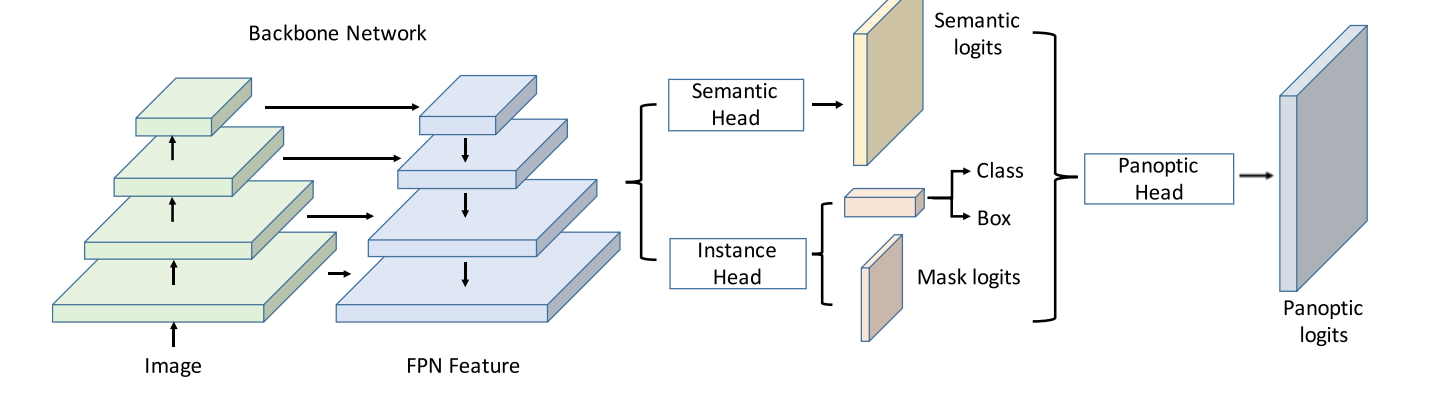 Backbone Network
Image
FPN Feature
Semantic
Head
Instance
Head
Semantic
logits
Class
Box
Mask logits
Panoptic
Head
Panoptic
logits